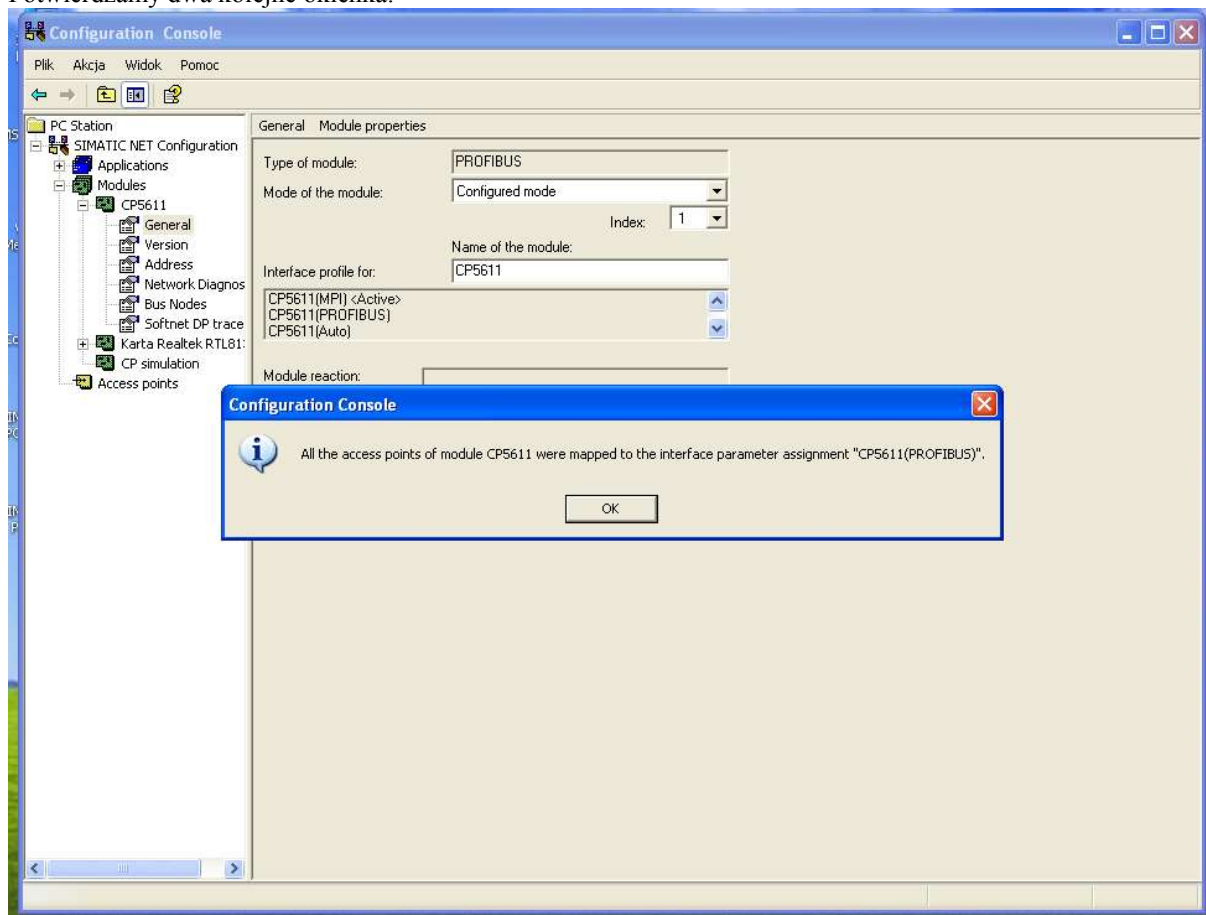 Potwierdzamy dwa kolejne okienka:
Configuration Console
Plik Akcja Widok Pomoc
PC Station
SIMATIC NET Configuration
Applications
Modules
CP5611
General
Version
Address
Network Diagnos
Bus Nodes
Softnet DP trace
Karta Realtek RTL81
CP simulation
Access points
General Module properties
Type of module: PROFIBUS
Mode of the module: Configured mode
Index: 1
Name of the module:
Interface profile for: CP5611
CP5611(MPI) <Active>
CP5611(PROFIBUS)
CP5611(Auto)
Module reaction:
Configuration Console
All the access points of module CP5611 were mapped to the interface parameter assignment "CP5611(PROFIBUS)".
OK